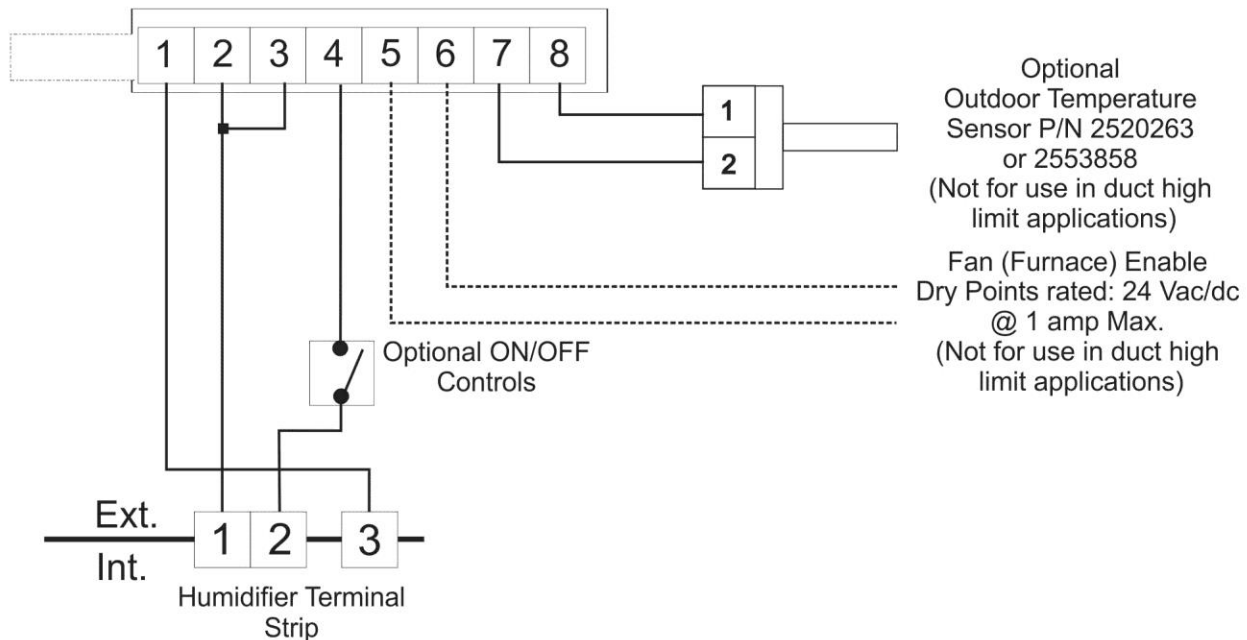 1 2 3 4 5 6 7 8
1
2
Optional
Outdoor Temperature
Sensor P/N 2520263
or 2553858
(Not for use in duct high
limit applications)
Fan (Furnace) Enable
Dry Points rated: 24 Vac/dc
@ 1 amp Max.
(Not for use in duct high
limit applications)
Optional ON/OFF
Controls
Ext.
Int.
1 2 3
Humidifier Terminal
Strip